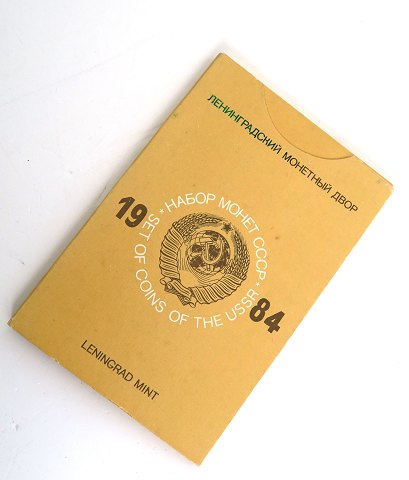 ЛЕНИНГРАДСКИЙ МОНЕТНЫЙ ДВОР
* НАБОР МОНЕТ СССР *
19
84
SET OF COINS OF THE USSR
LENINGRAD MINT